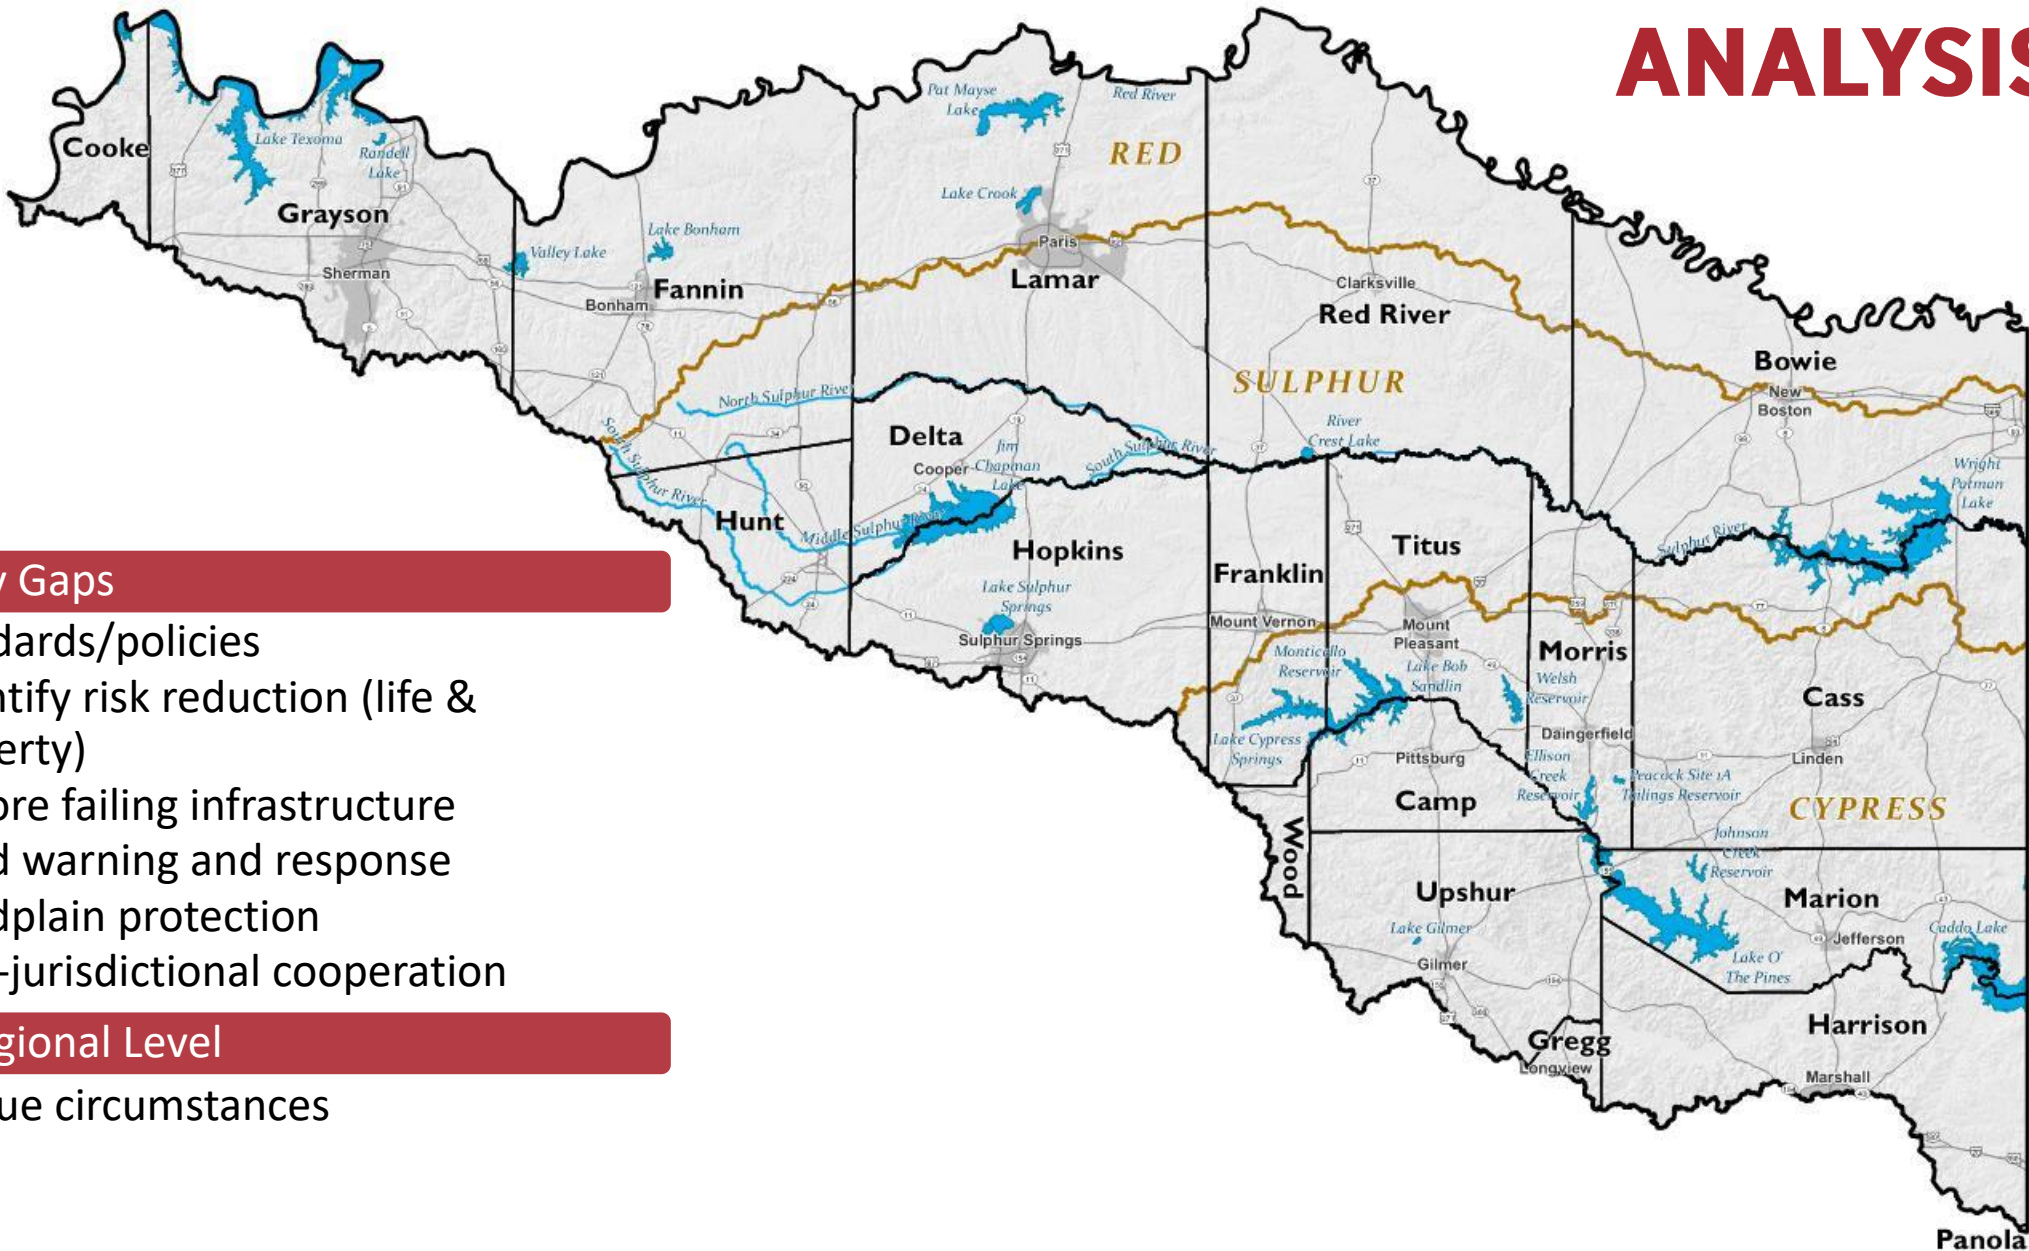 ANALYSIS
Pat Mayse
Lake
Red River
RED
Cooke
Lake Texoma
Randell
Lake
Grayson
Lake Crook
Lake Bonham
Valley Lake
Paris
Sherman
Fannin
Lamar
Bonham
Clarksville
Red River
Bowie
SULPHUR
New
Boston
North Sulphur River
River
Crest Lake
South Sulphur River
Delta
Jim
Chapman
Lake
Cooper
South Sulphur River
Wright
Patman
Lake
Hunt
Middle Sulphur River
Sulphur River
Hopkins
Titus
Franklin
Lake Sulphur
Springs
Mount Vernon
Mount
Pleasant
Sulphur Springs
Monticello
Reservoir
Lake Bob
Sandlin
Morris
Welsh
Reservoir
Cass
Daingerfield
Lake Cypress
Springs
Pittsburg
Ellison
Creek
Reservoir
Linden
Peacock Site 1A
Tailings Reservoir
Camp
CYPRESS
Wood
Johnson
Creek
Reservoir
Upshur
Marion
Lake Gilmer
Jefferson
Caddo Lake
Gilmer
Lake O'
The Pines
Harrison
Gregg
Longview
Marshall
Panola
y Gaps
dards/policies
ntify risk reduction (life &
erty)
ore failing infrastructure
d warning and response
dplain protection
-jurisdictional cooperation
gional Level
ue circumstances